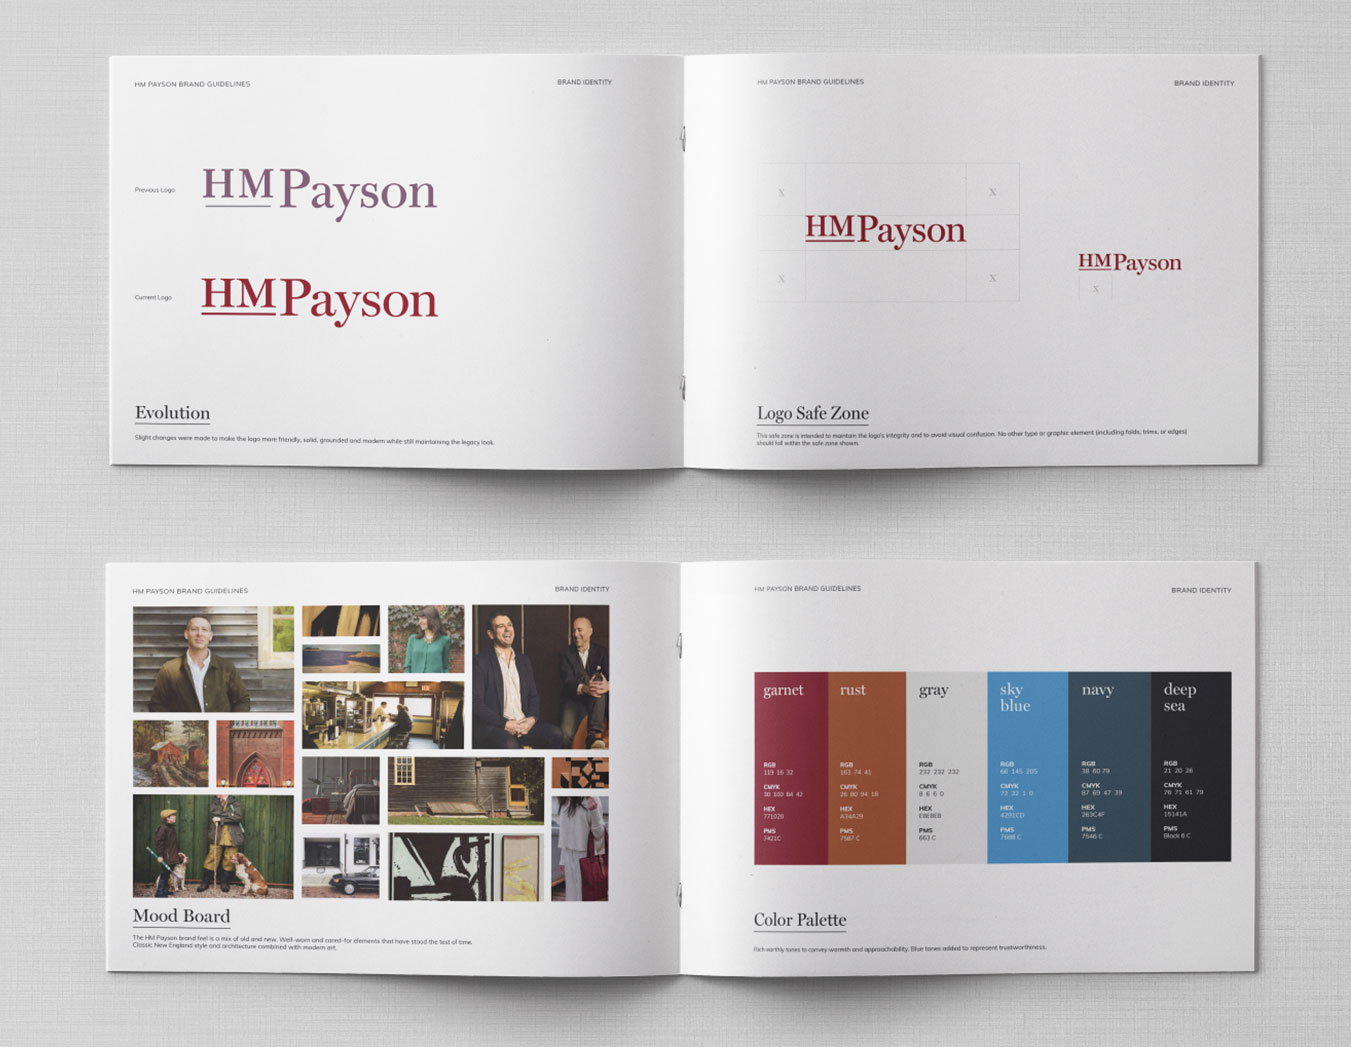 HM PAYSON BRAND GUIDELINES
BRAND IDENTITY
Previous Logo
HMPayson
Current Logo
HMPayson
Evolution
Slight changes were made to make the logo more friendly, solid, grounded and modern while still maintaining the legacy look.
HM PAYSON BRAND GUIDELINES
BRAND IDENTITY
X
X
HMPayson
X
X
HMPayson
X
Logo Safe Zone
This safe zone is intended to maintain the logo's integrity and to avoid visual confusion. No other type or graphic element (including folds, trims, or edges)
should fall within the safe zone shown.
HM PAYSON BRAND GUIDELINES
BRAND IDENTITY
Mood Board
The HM Payson brand feel is a mix of old and new. Well-worn and cared-for elements that have stood the test of time.
Classic New England style and architecture combined with modern art.
HM PAYSON BRAND GUIDELINES
BRAND IDENTITY
garnet
RGB
119 16 32
CMYK
30 100 84 42
HEX
771020
PMS
7421C
rust
RGB
163 74 41
CMYK
26 80 94 18
HEX
A34A29
PMS
7587 C
gray
RGB
232 232 232
CMYK
8 6 6 0
HEX
E8E8E8
PMS
663 C
sky
blue
RGB
66 145 205
CMYK
72 32 1 0
HEX
4291CD
PMS
7688 C
navy
RGB
38 60 79
CMYK
87 69 47 39
HEX
263C4F
PMS
7546 C
deep
sea
RGB
21 20 26
CMYK
76 71 61 79
HEX
15141A
PMS
Black 6 C
Color Palette
Rich earthly tones to convey warmth and approachability. Blue tones added to represent trustworthiness.